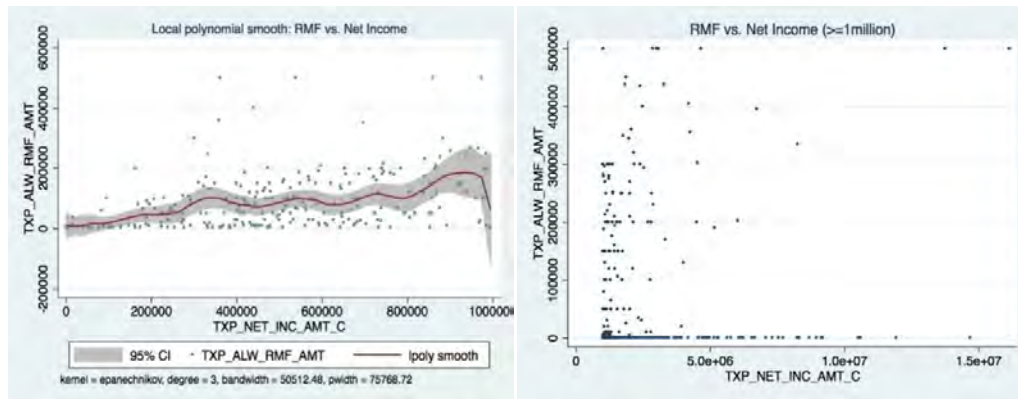 Local polynomial smooth: RMF vs. Net Income
TXP_ALW_RMF_AMT
600000
400000
200000
0
-200000
0 200000 400000 600000 800000 1000000
TXP_NET_INC_AMT_C
95% CI TXP_ALW_RMF_AMT lpoly smooth
kernel = epanechnikov, degree = 3, bandwidth = 50512.48, pwidth = 75768.72
RMF vs. Net Income (>=1million)
TXP_ALW_RMF_AMT
500000
400000
300000
200000
100000
0
0 5.0e+06 1.0e+07 1.5e+07
TXP_NET_INC_AMT_C